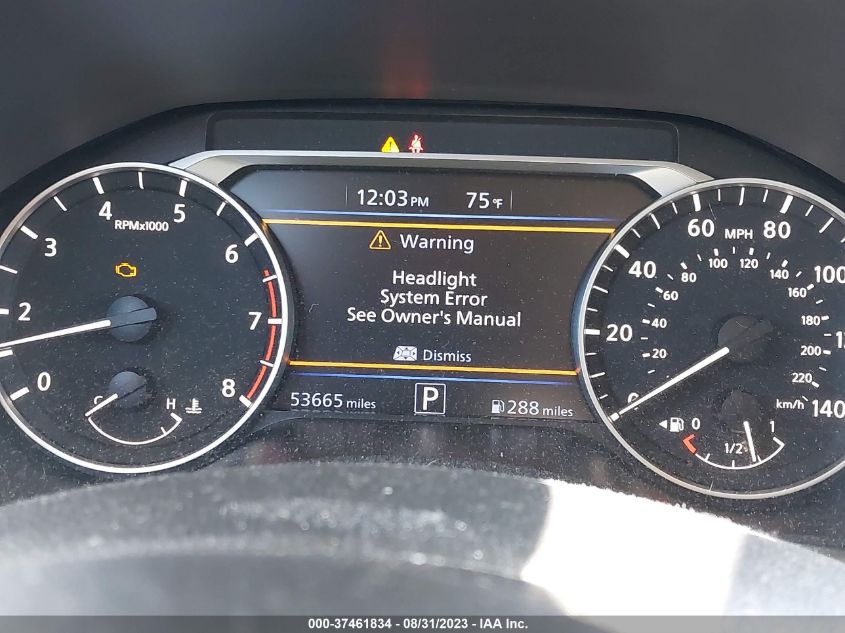 12:03 PM 75°F
Warning
Headlight
System Error
See Owner's Manual
Dismiss
53665 miles P 288 miles
0 2 3 4 5 6 7 8
RPMx1000
C H
0 20 40 60 80 100 140
MPH
20 40 60 80 100 120 140 160 180 200 220
km/h
0 1/2 1
000-37461834 - 08/31/2023 - IAA Inc.